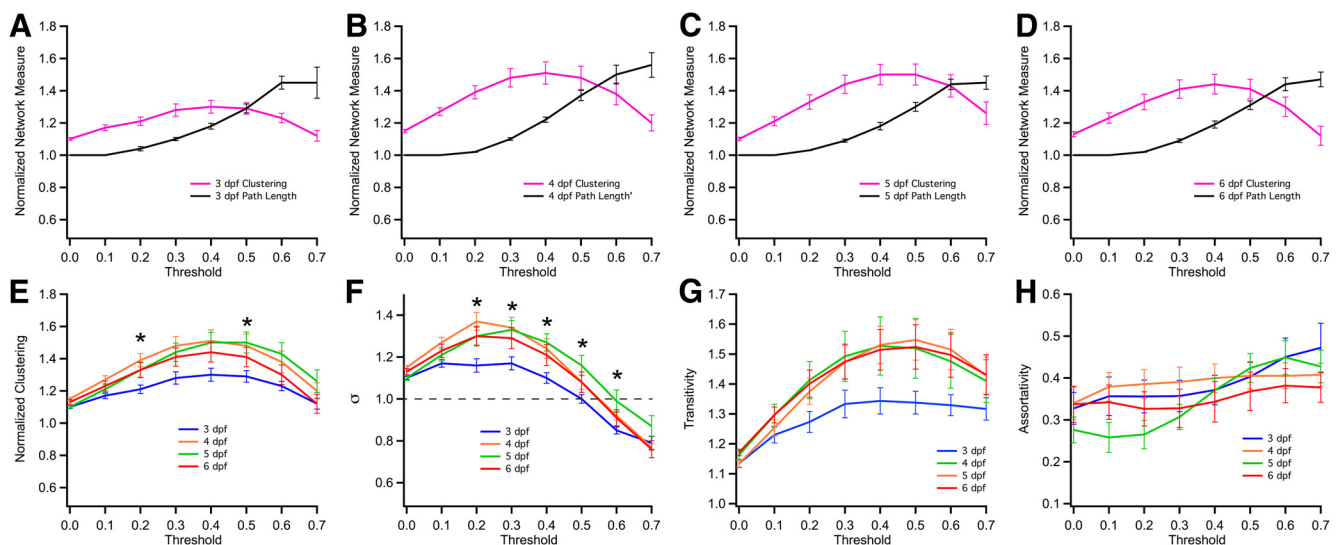 A
Normalized Network Measure
1.8
1.6
1.4
1.2
1.0
0.8
0.6
3 dpf Clustering
3 dpf Path Length
0.0 0.1 0.2 0.3 0.4 0.5 0.6 0.7
Threshold
B
Normalized Network Measure
1.8
1.6
1.4
1.2
1.0
0.8
0.6
4 dpf Clustering
4 dpf Path Length'
0.0 0.1 0.2 0.3 0.4 0.5 0.6 0.7
Threshold
C
Normalized Network Measure
1.8
1.6
1.4
1.2
1.0
0.8
0.6
5 dpf Clustering
5 dpf Path Length
0.0 0.1 0.2 0.3 0.4 0.5 0.6 0.7
Threshold
D
Normalized Network Measure
1.8
1.6
1.4
1.2
1.0
0.8
0.6
6 dpf Clustering
6 dpf Path Length
0.0 0.1 0.2 0.3 0.4 0.5 0.6 0.7
Threshold
E
Normalized Clustering
1.8
1.6
1.4
1.2
1.0
0.8
0.6
* *
3 dpf
4 dpf
5 dpf
6 dpf
0.0 0.1 0.2 0.3 0.4 0.5 0.6 0.7
Threshold
F
σ
1.4
1.2
1.0
0.8
0.6
* * * * *
3 dpf
4 dpf
5 dpf
6 dpf
0.0 0.1 0.2 0.3 0.4 0.5 0.6 0.7
Threshold
G
Transitivity
1.7
1.6
1.5
1.4
1.3
1.2
1.1
1.0
3 dpf
4 dpf
5 dpf
6 dpf
0.0 0.1 0.2 0.3 0.4 0.5 0.6 0.7
Threshold
H
Assortativity
0.6
0.5
0.4
0.3
0.2
0.1
3 dpf
4 dpf
5 dpf
6 dpf
0.0 0.1 0.2 0.3 0.4 0.5 0.6 0.7
Threshold